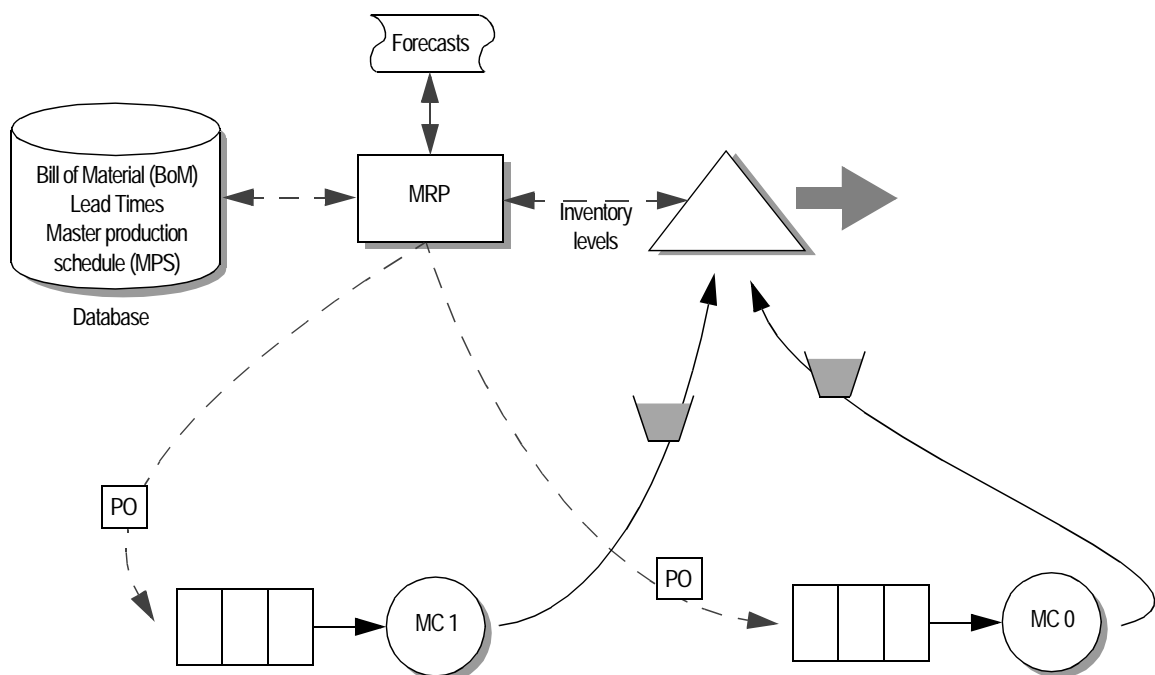 Forecasts
Bill of Material (BoM)
Lead Times
Master production
schedule (MPS)
Database
MRP
Inventory
levels
PO
PO
MC 1
MC 0